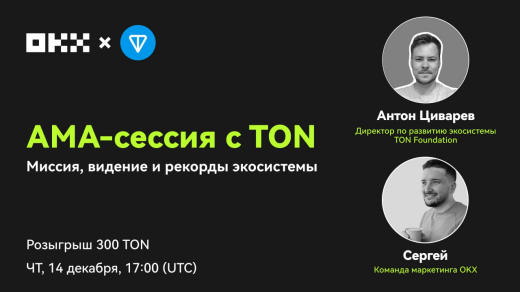 OKX
АМА-сессия с TON
Миссия, видение и рекорды экосистемы
Розыгрыш 300 TON
ЧТ, 14 декабря, 17:00 (UTC)
Антон Циварев
Директор по развитию экосистемы
TON Foundation
Сергей
Команда маркетинга OKX